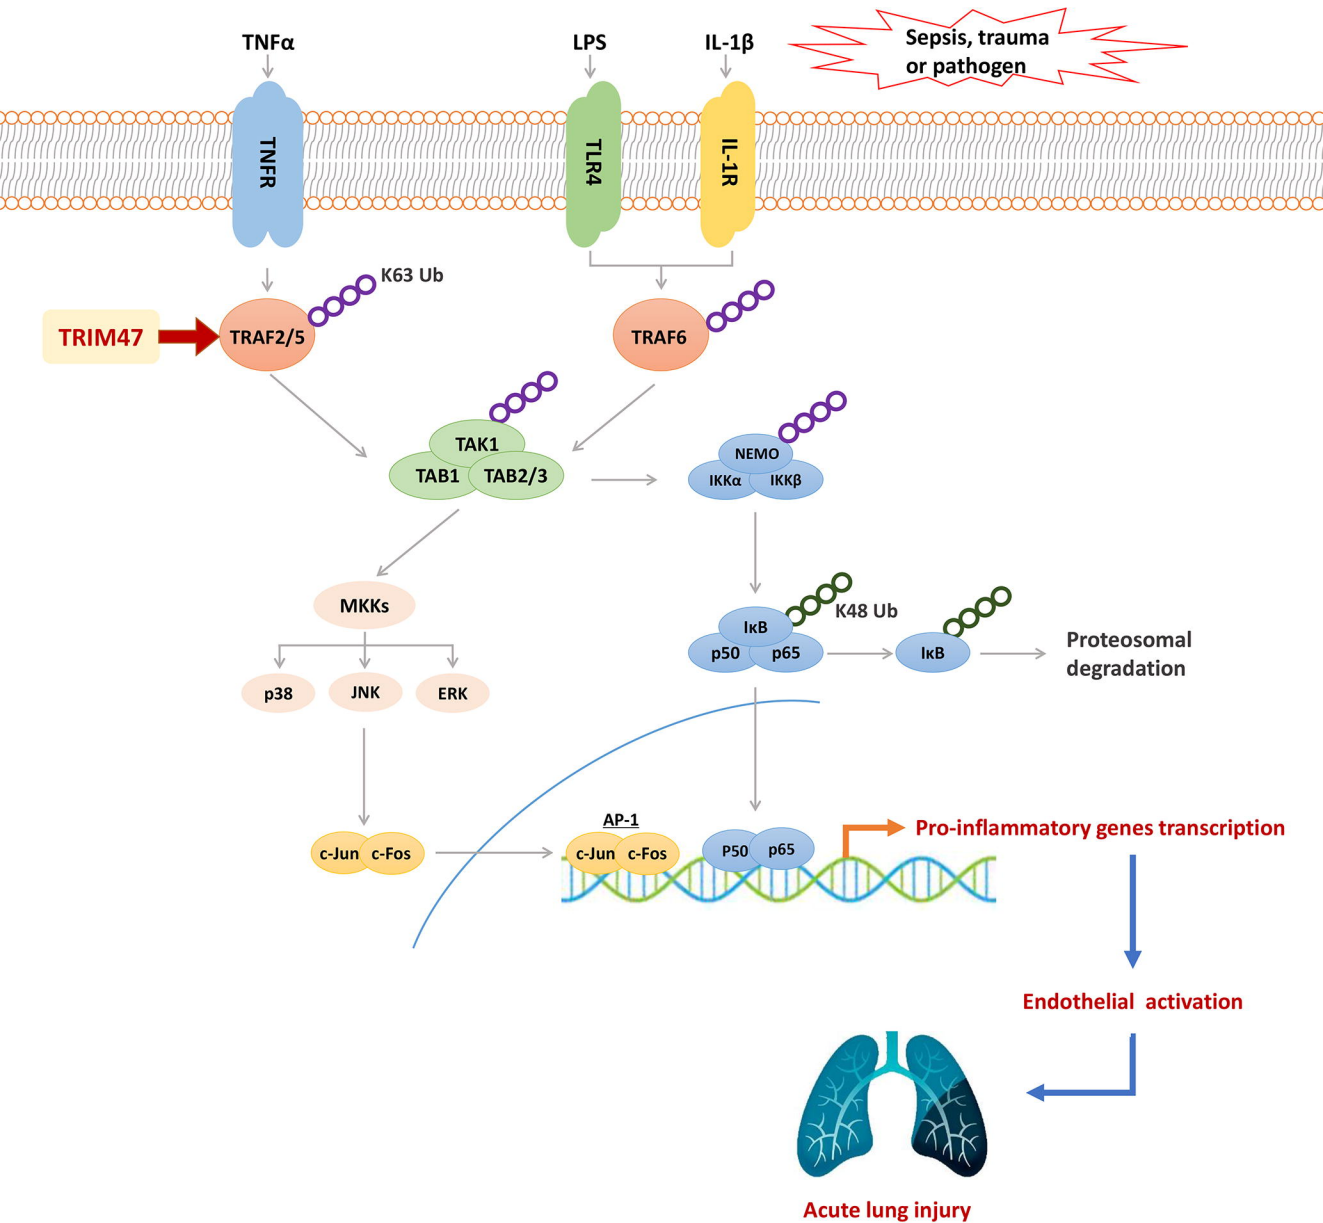 TNFα
LPS
IL-1β
Sepsis, trauma
or pathogen
TNFR
TLR4
IL-1R
K63 Ub
TRIM47
TRAF2/5
TRAF6
TAK1
TAB1
TAB2/3
NEMO
IKKα
IKKβ
MKKs
IκB
K48 Ub
p50
p65
IκB
Proteosomal
degradation
p38
JNK
ERK
AP-1
c-Jun
c-Fos
c-Jun
c-Fos
P50
p65
Pro-inflammatory genes transcription
Endothelial activation
Acute lung injury